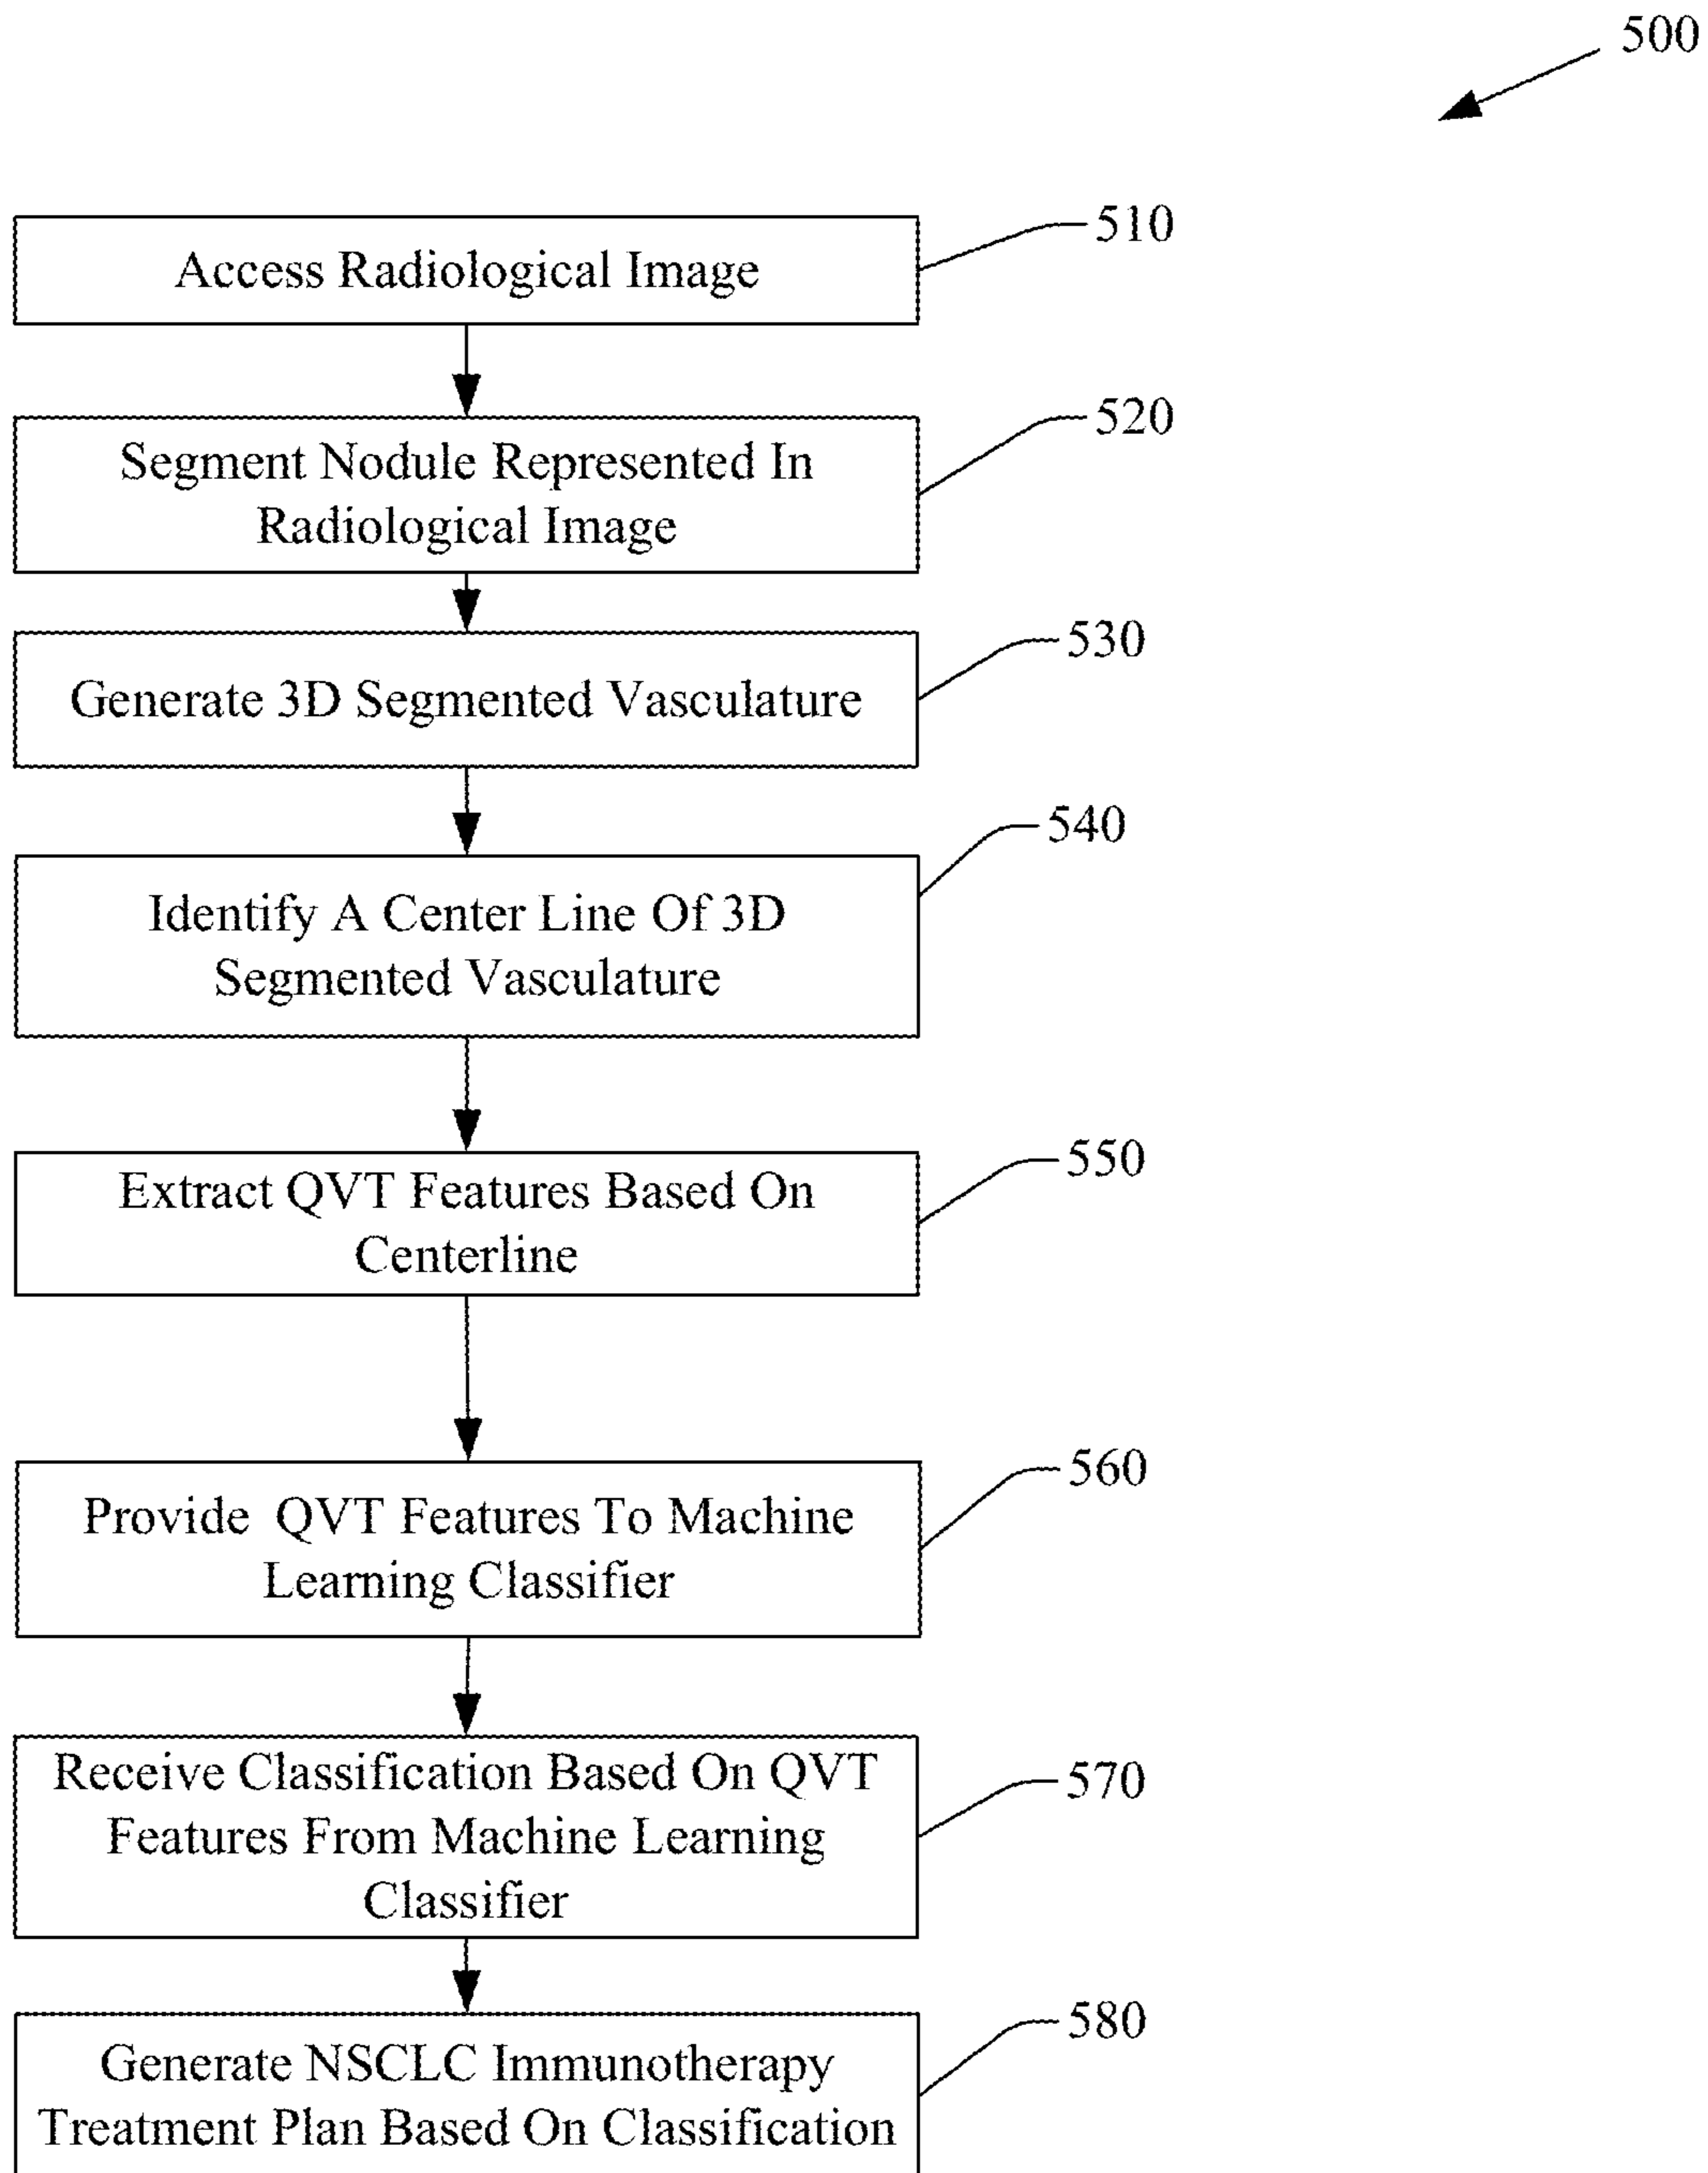 500
510
Access Radiological Image
520
Segment Nodule Represented In
Radiological Image
530
Generate 3D Segmented Vasculature
540
Identify A Center Line Of 3D
Segmented Vasculature
550
Extract QVT Features Based On
Centerline
560
Provide QVT Features To Machine
Learning Classifier
570
Receive Classification Based On QVT
Features From Machine Learning
Classifier
580
Generate NSCLC Immunotherapy
Treatment Plan Based On Classification